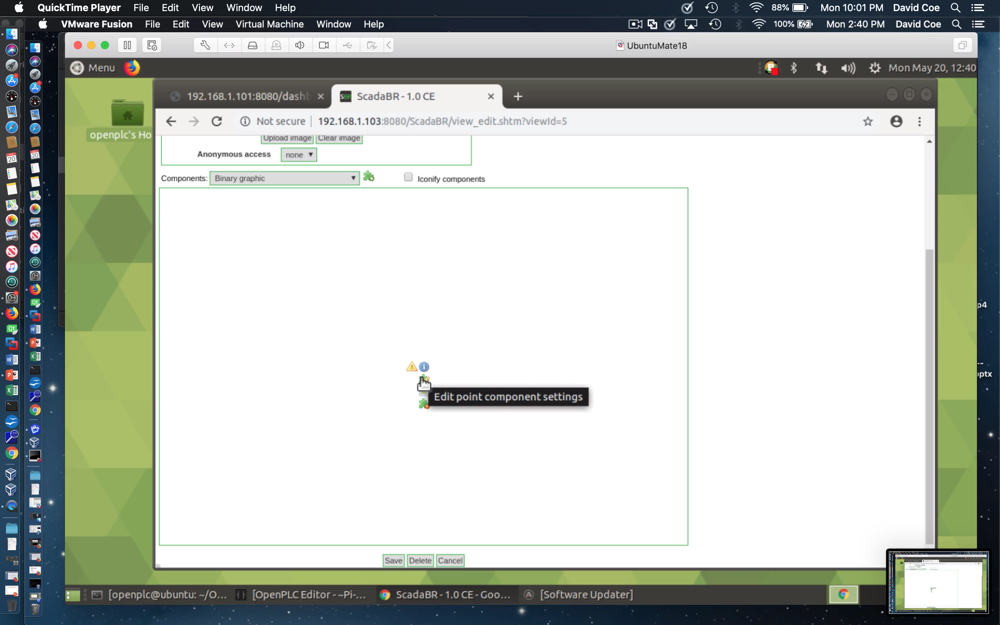 QuickTime Player File Edit View Window Help 88% Mon 10:01 PM David Coe
VMware Fusion File Edit View Virtual Machine Window Help 100% Mon 2:40 PM David Coe
UbuntuMate18
Menu Mon May 20, 12:40
192.168.1.101:8080/dashb ScadaBR - 1.0 CE
Not secure 192.168.1.103:8080/ScadaBR/view_edit.shtm?viewId=5
openplc's Ho
Upload image Clear image
Anonymous access none
Components: Binary graphic Iconify components
Edit point component settings
Save Delete Cancel
p4
pptx
[openplc@ubuntu: ~/O... [OpenPLC Editor - ~Pi-... ScadaBR - 1.0 CE - Goo... [Software Updater]